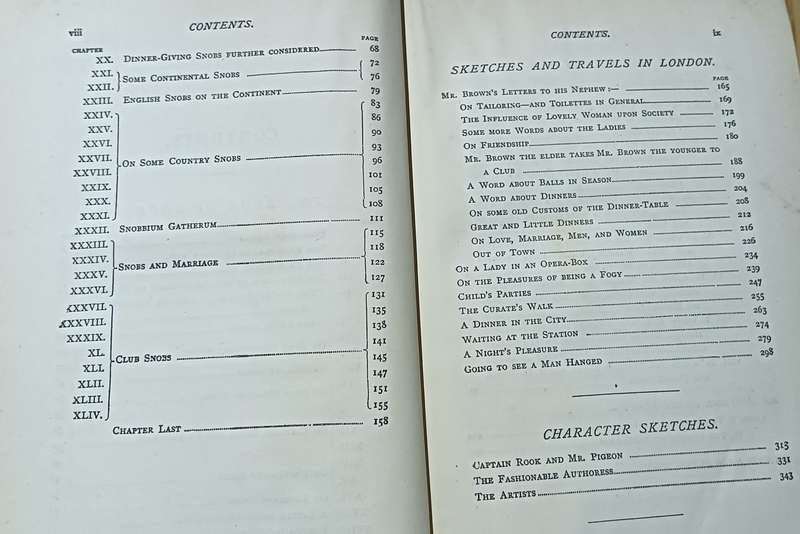 viii CONTENTS.
CHAPTER PAGE
XX. DINNER-GIVING SNOBS FURTHER CONSIDERED 68
XXI. 72
SOME CONTINENTAL SNOBS
XXII. 76
XXIII. ENGLISH SNOBS ON THE CONTINENT 79
XXIV. 83
XXV. 86
XXVI. 90
XXVII. 93
ON SOME COUNTRY SNOBS
XXVIII. 96
XXIX. 101
XXX. 105
XXXI. 108
XXXII. SNOBBIUM GATHERUM 111
XXXIII. 115
XXXIV. 118
SNOBS AND MARRIAGE
XXXV. 122
XXXVI. 127
XXXVII. 131
XXXVIII. 135
XXXIX. 138
XL. 141
CLUB SNOBS
XLI. 145
XLII. 147
XLIII. 151
XLIV. 155
CHAPTER LAST 158
CONTENTS. ix
SKETCHES AND TRAVELS IN LONDON.
PAGE
MR. BROWN'S LETTERS TO HIS NEPHEW:— 165
ON TAILORING—AND TOILETTES IN GENERAL 169
THE INFLUENCE OF LOVELY WOMAN UPON SOCIETY 172
SOME MORE WORDS ABOUT THE LADIES 176
ON FRIENDSHIP 180
MR. BROWN THE ELDER TAKES MR. BROWN THE YOUNGER TO
A CLUB 188
A WORD ABOUT BALLS IN SEASON 199
A WORD ABOUT DINNERS 204
ON SOME OLD CUSTOMS OF THE DINNER-TABLE 208
GREAT AND LITTLE DINNERS 212
ON LOVE, MARRIAGE, MEN, AND WOMEN 216
OUT OF TOWN 226
ON A LADY IN AN OPERA-BOX 234
ON THE PLEASURES OF BEING A FOGY 239
CHILD'S PARTIES 247
THE CURATE'S WALK 255
A DINNER IN THE CITY 263
WAITING AT THE STATION 274
A NIGHT'S PLEASURE 279
GOING TO SEE A MAN HANGED 298
CHARACTER SKETCHES.
CAPTAIN ROOK AND MR. PIGEON 313
THE FASHIONABLE AUTHORESS 331
THE ARTISTS 343